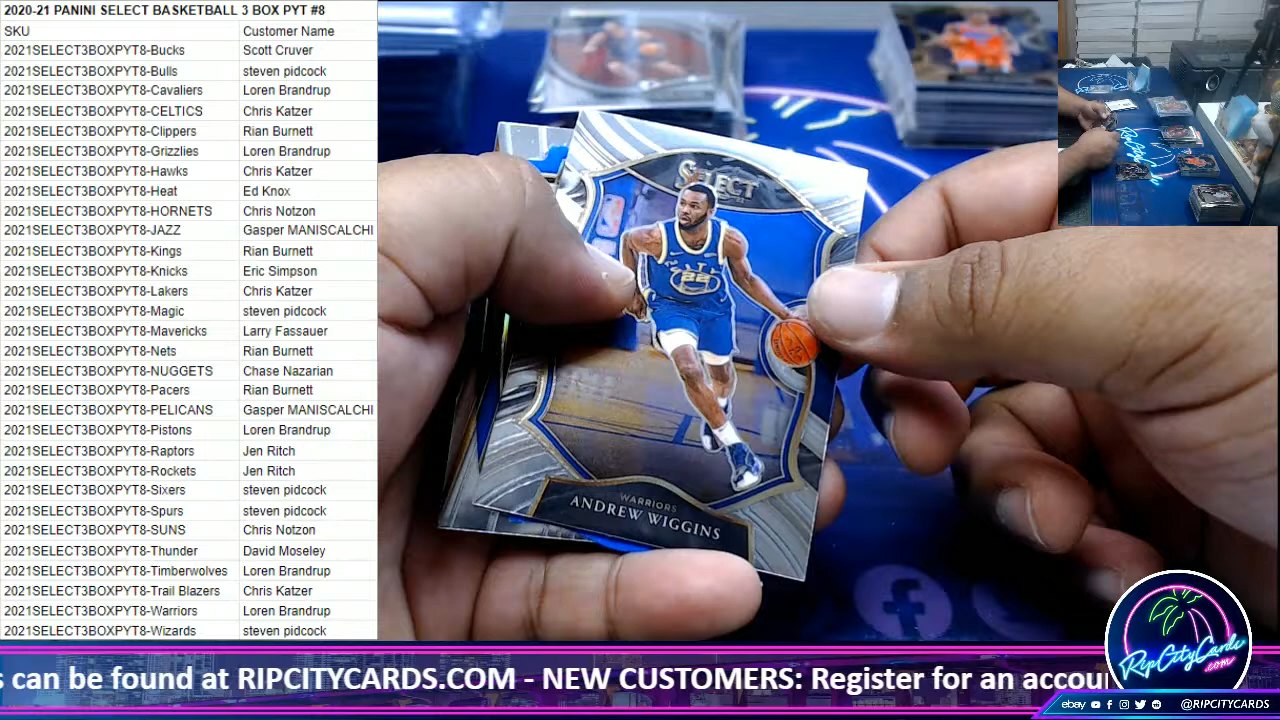 2020-21 PANINI SELECT BASKETBALL 3 BOX PYT #8
SKU Customer Name
2021SELECT3BOXPYT8-Bucks Scott Cruver
2021SELECT3BOXPYT8-Bulls steven pidcock
2021SELECT3BOXPYT8-Cavaliers Loren Brandrup
2021SELECT3BOXPYT8-CELTICS Chris Katzer
2021SELECT3BOXPYT8-Clippers Rian Burnett
2021SELECT3BOXPYT8-Grizzlies Loren Brandrup
2021SELECT3BOXPYT8-Hawks Chris Katzer
2021SELECT3BOXPYT8-Heat Ed Knox
2021SELECT3BOXPYT8-HORNETS Chris Notzon
2021SELECT3BOXPYT8-JAZZ Gasper MANISCALCHI
2021SELECT3BOXPYT8-Kings Rian Burnett
2021SELECT3BOXPYT8-Knicks Eric Simpson
2021SELECT3BOXPYT8-Lakers Chris Katzer
2021SELECT3BOXPYT8-Magic steven pidcock
2021SELECT3BOXPYT8-Mavericks Larry Fassauer
2021SELECT3BOXPYT8-Nets Rian Burnett
2021SELECT3BOXPYT8-NUGGETS Chase Nazarian
2021SELECT3BOXPYT8-Pacers Rian Burnett
2021SELECT3BOXPYT8-PELICANS Gasper MANISCALCHI
2021SELECT3BOXPYT8-Pistons Loren Brandrup
2021SELECT3BOXPYT8-Raptors Jen Ritch
2021SELECT3BOXPYT8-Rockets Jen Ritch
2021SELECT3BOXPYT8-Sixers steven pidcock
2021SELECT3BOXPYT8-Spurs steven pidcock
2021SELECT3BOXPYT8-SUNS Chris Notzon
2021SELECT3BOXPYT8-Thunder David Moseley
2021SELECT3BOXPYT8-Timberwolves Loren Brandrup
2021SELECT3BOXPYT8-Trail Blazers Chris Katzer
2021SELECT3BOXPYT8-Warriors Loren Brandrup
2021SELECT3BOXPYT8-Wizards steven pidcock
SELECT
22
WARRIORS
ANDREW WIGGINS
s can be found at RIPCITYCARDS.COM - NEW CUSTOMERS: Register for an accou
RipCityCards
.com
ebay @RIPCITYCARDS